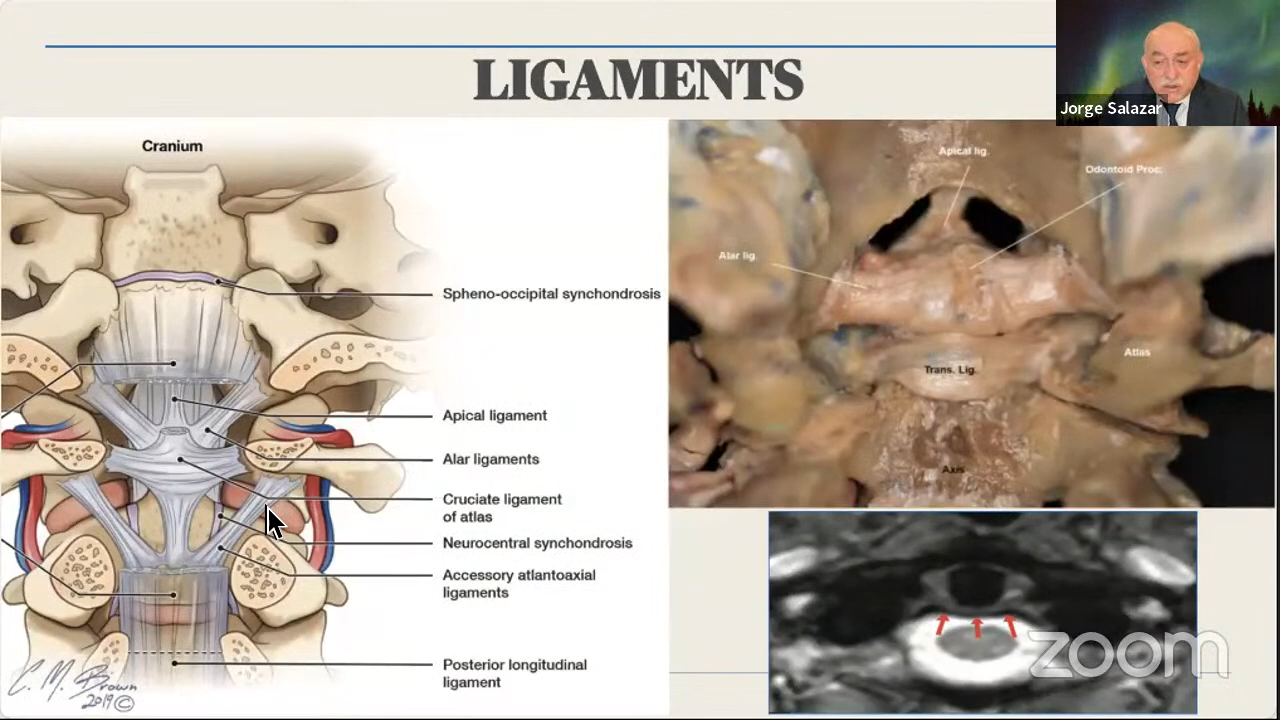 LIGAMENTS
Jorge Salazar
Cranium
Spheno-occipital synchondrosis
Apical ligament
Alar ligaments
Cruciate ligament
of atlas
Neurocentral synchondrosis
Accessory atlantoaxial
ligaments
Posterior longitudinal
ligament
C. M. Brown
2019©
Apical lig.
Odontoid Proc.
Alar lig.
Atlas
Trans. Lig.
Axis
zoom